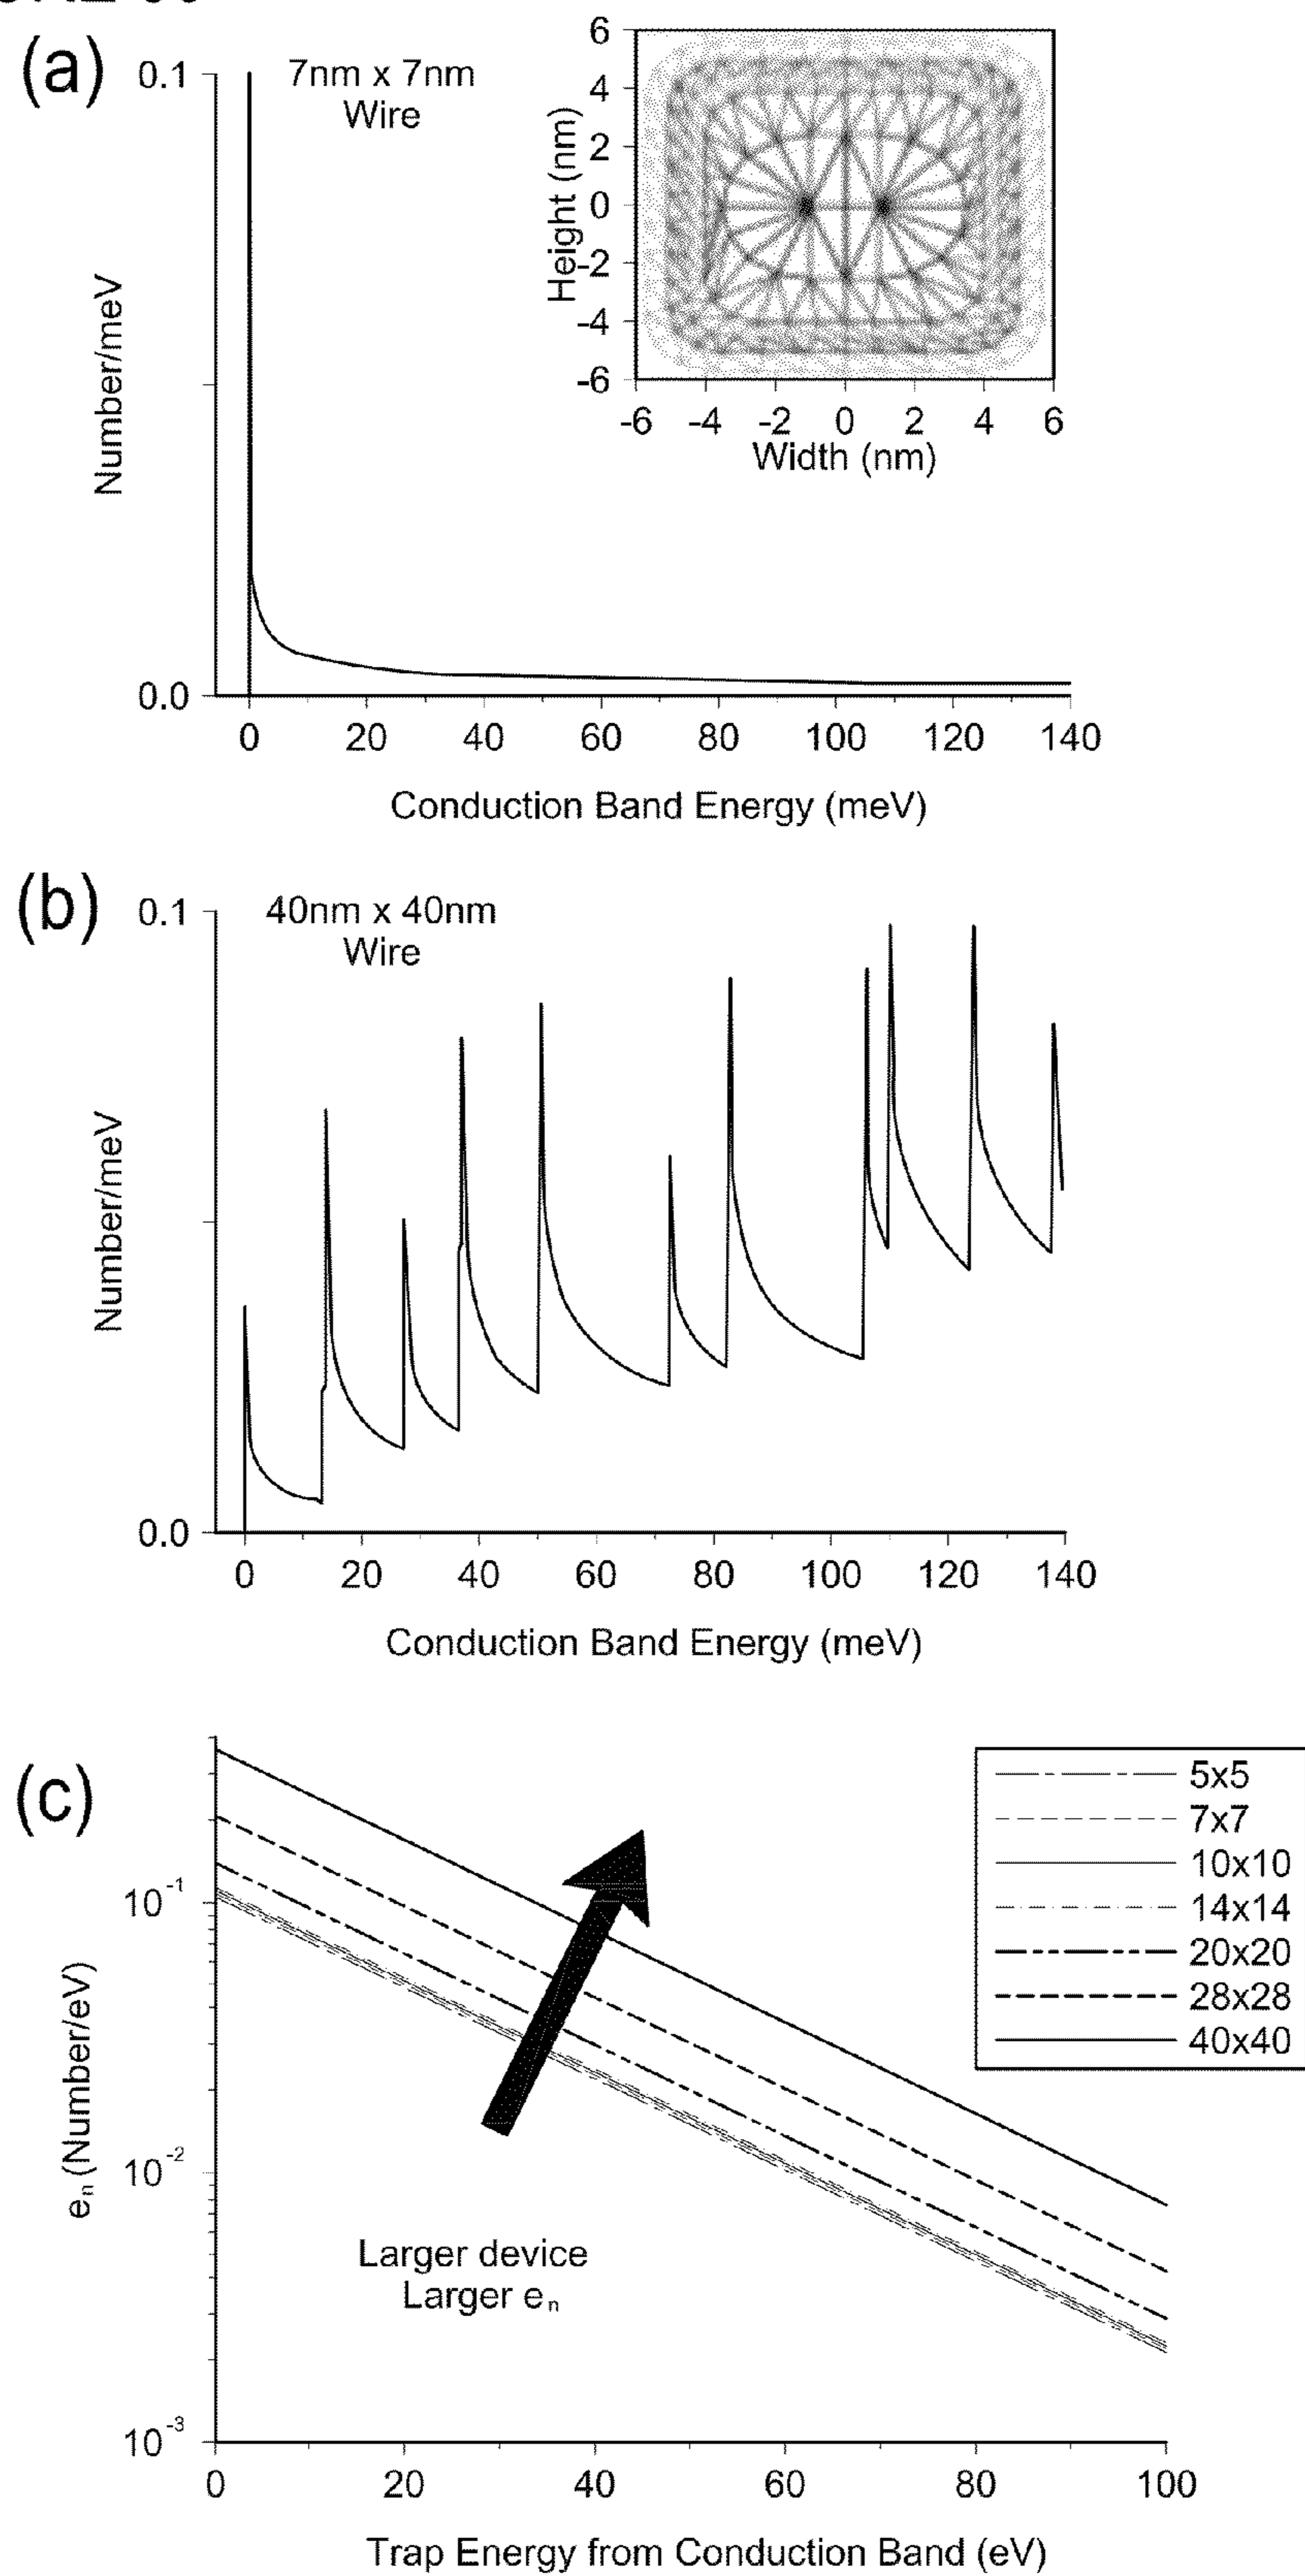 (a)
0.1
7nm x 7nm
Wire
Number/meV
0.0
0 20 40 60 80 100 120 140
Conduction Band Energy (meV)
6
4
2
0
-2
-4
-6
Height (nm)
-6 -4 -2 0 2 4 6
Width (nm)
(b)
0.1
40nm x 40nm
Wire
Number/meV
0.0
0 20 40 60 80 100 120 140
Conduction Band Energy (meV)
(c)
5x5
7x7
10x10
14x14
20x20
28x28
40x40
10⁻¹
10⁻²
10⁻³
eₙ (Number/eV)
Larger device
Larger eₙ
0 20 40 60 80 100
Trap Energy from Conduction Band (eV)